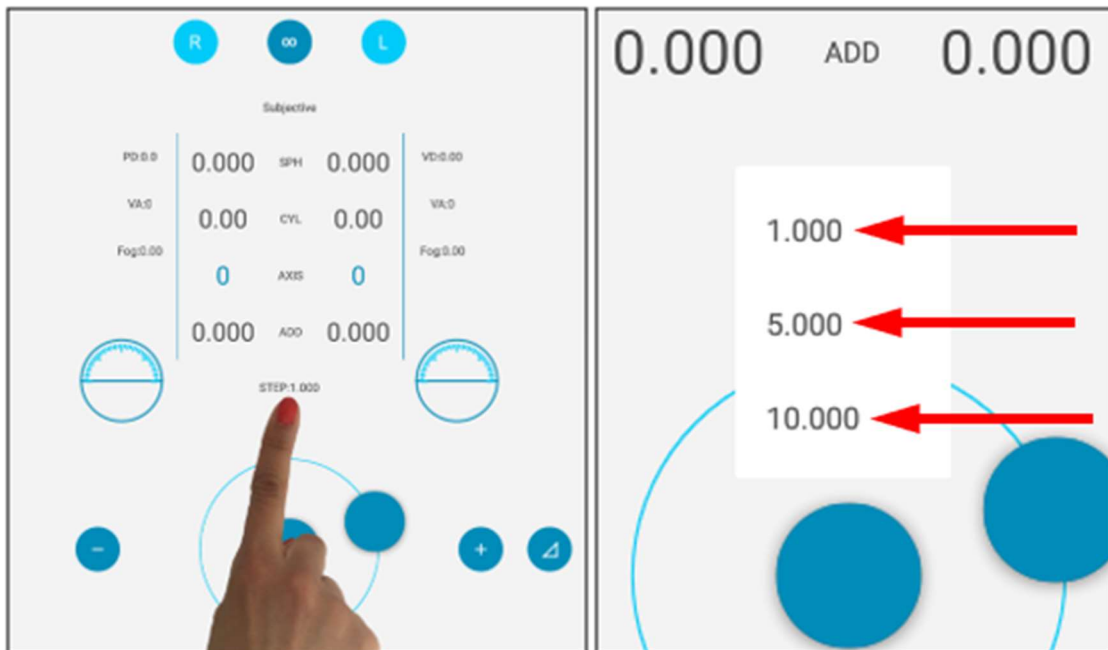 R ∞ L
Subjective
PD:0.0 0.000 SPH 0.000 VD:0.00
VA:0 0.00 CYL 0.00 VA:0
Fog:0.00 0 AXIS 0 Fog:0.00
0.000 ADD 0.000
STEP:1.000
− +
0.000 ADD 0.000
1.000
5.000
10.000